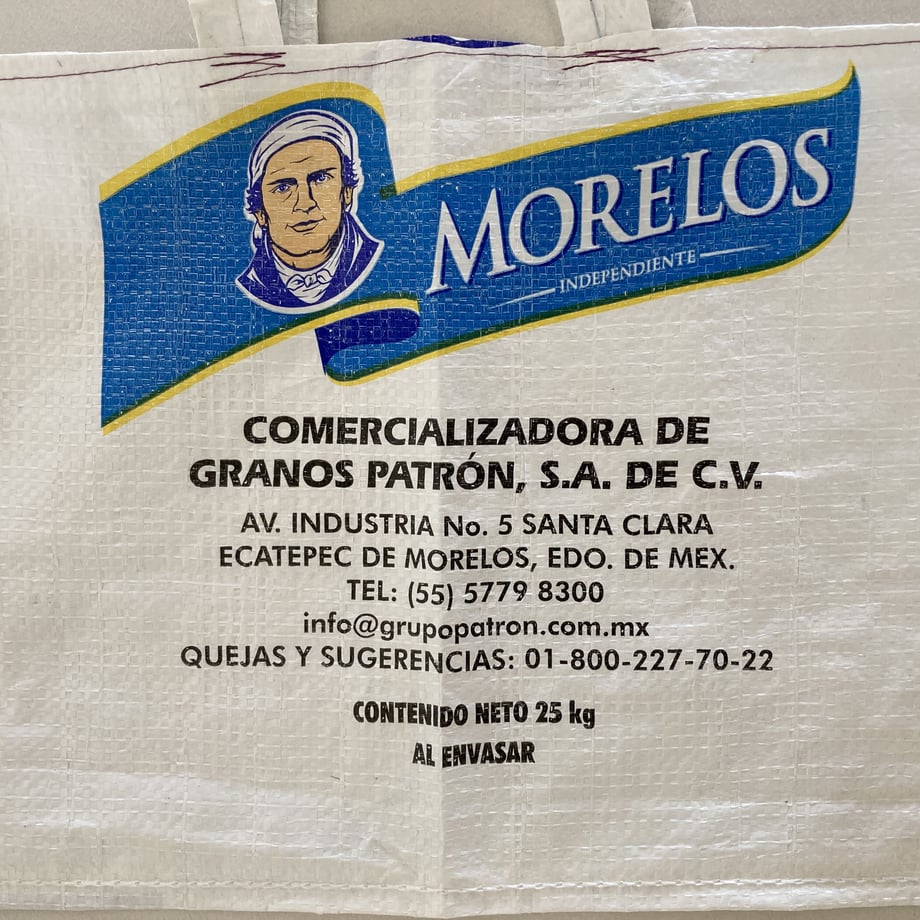 MORELOS
INDEPENDIENTE
COMERCIALIZADORA DE
GRANOS PATRÓN, S.A. DE C.V.
AV. INDUSTRIA No. 5 SANTA CLARA
ECATEPEC DE MORELOS, EDO. DE MEX.
TEL: (55) 5779 8300
info@grupopatron.com.mx
QUEJAS Y SUGERENCIAS: 01-800-227-70-22
CONTENIDO NETO 25 kg
AL ENVASAR